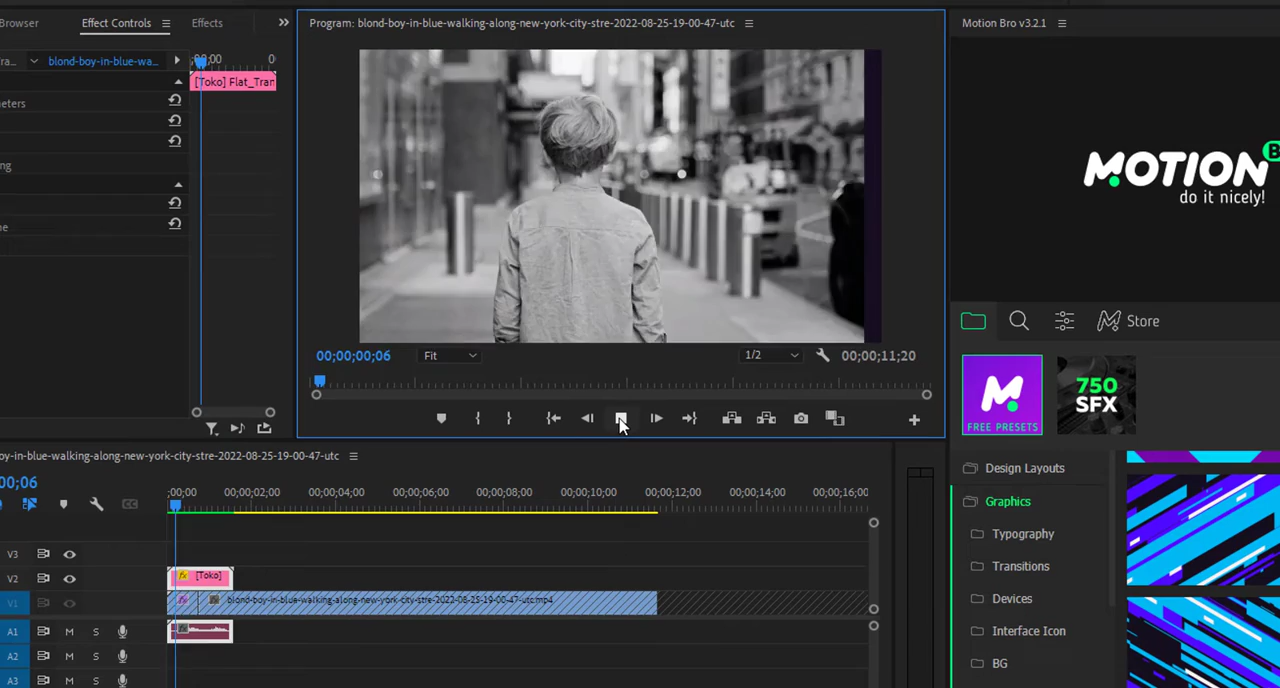 Browser
Effect Controls
Effects
Program: blond-boy-in-blue-walking-along-new-york-city-stre-2022-08-25-19-00-47-utc
Motion Bro v3.2.1
blond-boy-in-blue-wa...
[Toko] Flat_Tran
MOTION B
do it nicely!
Store
00;00;00;06
Fit
1/2
00;00;11;20
FREE PRESETS
750
SFX
oy-in-blue-walking-along-new-york-city-stre-2022-08-25-19-00-47-utc
00;06
Design Layouts
;00;00
00;00;02;00
00;00;04;00
00;00;06;00
00;00;08;00
00;00;10;00
00;00;12;00
00;00;14;00
00;00;16;00
Graphics
Typography
Transitions
Devices
Interface Icon
BG
V3
V2
[Toko]
V1
blond-boy-in-blue-walking-along-new-york-city-stre-2022-08-25-19-00-47-utc.mp4
A1
M
S
A2
M
S
A3
M
S